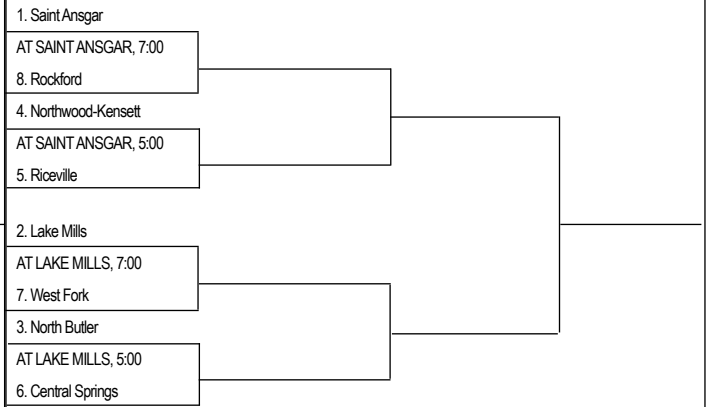 1. Saint Ansgar
AT SAINT ANSGAR, 7:00
8. Rockford
4. Northwood-Kensett
AT SAINT ANSGAR, 5:00
5. Riceville
2. Lake Mills
AT LAKE MILLS, 7:00
7. West Fork
3. North Butler
AT LAKE MILLS, 5:00
6. Central Springs